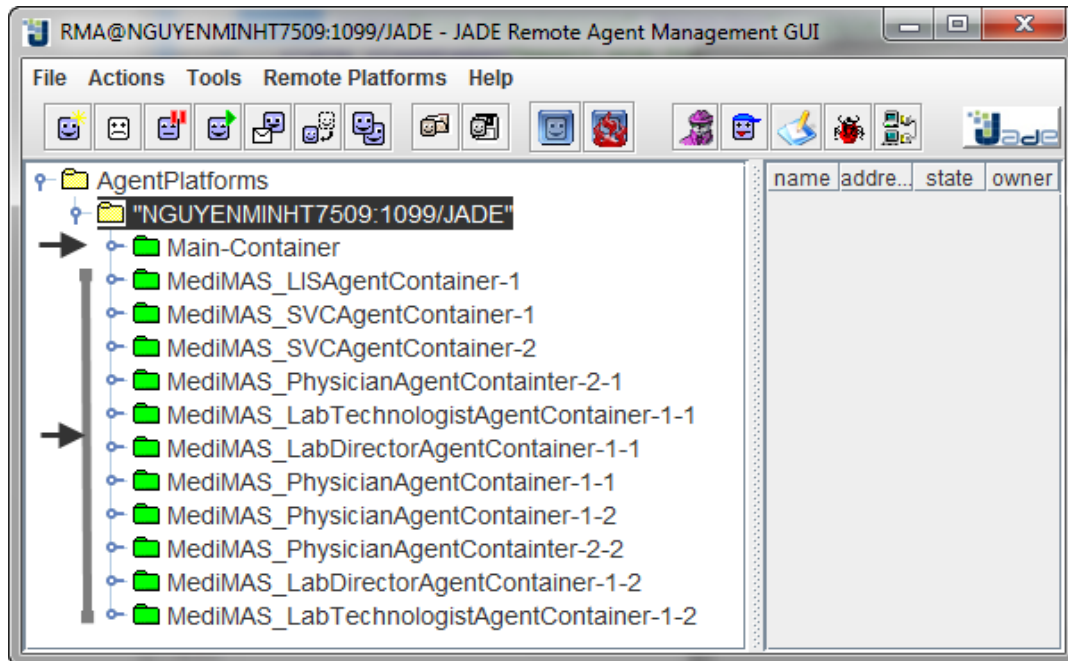 RMA@NGUYENMINHT7509:1099/JADE - JADE Remote Agent Management GUI
File Actions Tools Remote Platforms Help
Jade
AgentPlatforms
"NGUYENMINHT7509:1099/JADE"
Main-Container
MediMAS_LISAgentContainer-1
MediMAS_SVCAgentContainer-1
MediMAS_SVCAgentContainer-2
MediMAS_PhysicianAgentContainter-2-1
MediMAS_LabTechnologistAgentContainer-1-1
MediMAS_LabDirectorAgentContainer-1-1
MediMAS_PhysicianAgentContainer-1-1
MediMAS_PhysicianAgentContainer-1-2
MediMAS_PhysicianAgentContainter-2-2
MediMAS_LabDirectorAgentContainer-1-2
MediMAS_LabTechnologistAgentContainer-1-2
name addre... state owner